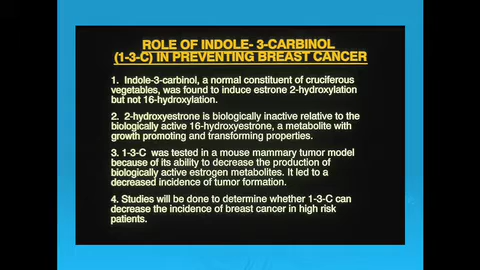 ROLE OF INDOLE- 3-CARBINOL
(1-3-C) IN PREVENTING BREAST CANCER
1. Indole-3-carbinol, a normal constituent of cruciferous
vegetables, was found to induce estrone 2-hydroxylation
but not 16-hydroxylation.
2. 2-hydroxyestrone is biologically inactive relative to the
biologically active 16-hydroxyestrone, a metabolite with
growth promoting and transforming properties.
3. 1-3-C was tested in a mouse mammary tumor model
because of its ability to decrease the production of
biologically active estrogen metabolites. It led to a
decreased incidence of tumor formation.
4. Studies will be done to determine whether 1-3-C can
decrease the incidence of breast cancer in high risk
patients.